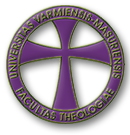 UNIVERSITAS VARMIENSIS-MASURIENSIS
FACULTAS THEOLOGIAE